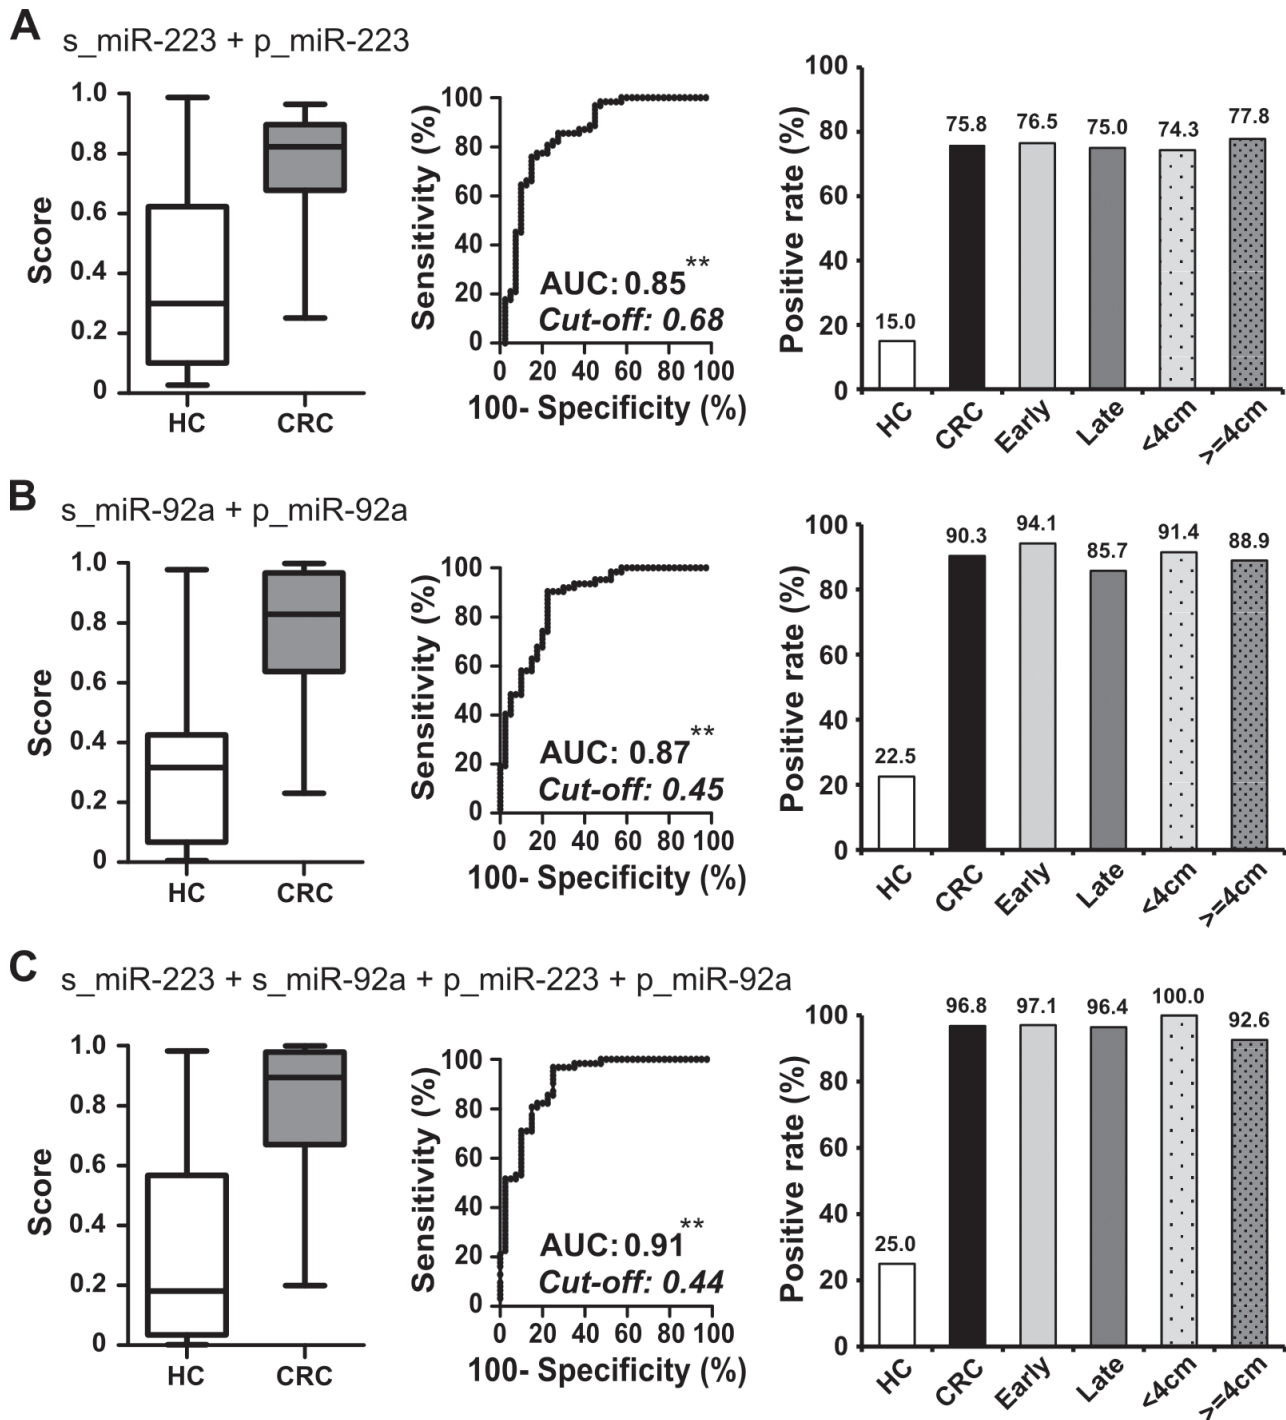 A
s_miR-223 + p_miR-223
Score
1.0
0.8
0.6
0.4
0.2
0
HC CRC
Sensitivity (%)
100
80
60
40
20
0
AUC: 0.85**
Cut-off: 0.68
0 20 40 60 80 100
100- Specificity (%)
Positive rate (%)
100
80
60
40
20
0
15.0 75.8 76.5 75.0 74.3 77.8
HC CRC Early Late <4cm >=4cm
B
s_miR-92a + p_miR-92a
Score
1.0
0.8
0.6
0.4
0.2
0
HC CRC
Sensitivity (%)
100
80
60
40
20
0
AUC: 0.87**
Cut-off: 0.45
0 20 40 60 80 100
100- Specificity (%)
Positive rate (%)
100
80
60
40
20
0
22.5 90.3 94.1 85.7 91.4 88.9
HC CRC Early Late <4cm >=4cm
C
s_miR-223 + s_miR-92a + p_miR-223 + p_miR-92a
Score
1.0
0.8
0.6
0.4
0.2
0
HC CRC
Sensitivity (%)
100
80
60
40
20
0
AUC: 0.91**
Cut-off: 0.44
0 20 40 60 80 100
100- Specificity (%)
Positive rate (%)
100
80
60
40
20
0
25.0 96.8 97.1 96.4 100.0 92.6
HC CRC Early Late <4cm >=4cm